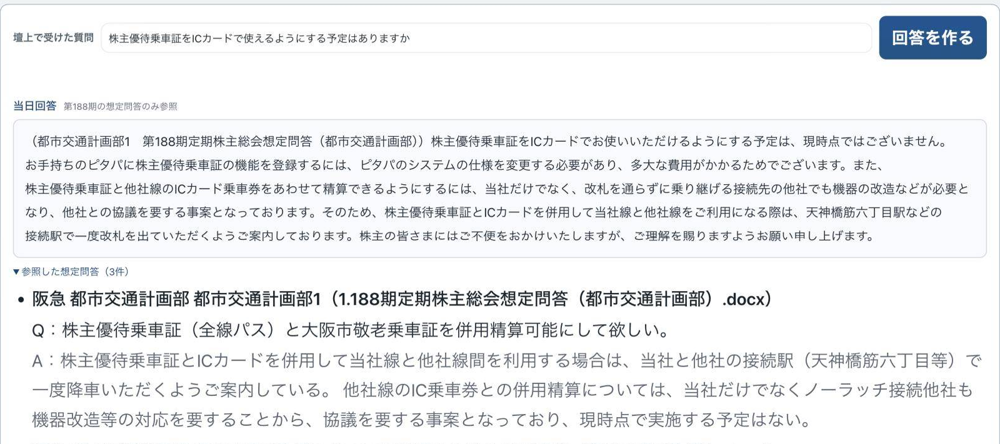 壇上で受けた質問
株主優待乗車証をICカードで使えるようにする予定はありますか
回答を作る
当日回答 第188期の想定問答のみ参照
（都市交通計画部1　第188期定期株主総会想定問答（都市交通計画部））株主優待乗車証をICカードでお使いいただけるようにする予定は、現時点ではございません。
お手持ちのピタパに株主優待乗車証の機能を登録するには、ピタパのシステムの仕様を変更する必要があり、多大な費用がかかるためでございます。また、
株主優待乗車証と他社線のICカード乗車券をあわせて精算できるようにするには、当社だけでなく、改札を通らずに乗り継げる接続先の他社でも機器の改造などが必要と
なり、他社との協議を要する事案となっております。そのため、株主優待乗車証とICカードを併用して当社線と他社線をご利用になる際は、天神橋筋六丁目駅などの
接続駅で一度改札を出ていただくようご案内しております。株主の皆さまにはご不便をおかけいたしますが、ご理解を賜りますようお願い申し上げます。
▼参照した想定問答（3件）
• 阪急 都市交通計画部 都市交通計画部1（1.188期定期株主総会想定問答（都市交通計画部）.docx）
Q：株主優待乗車証（全線パス）と大阪市敬老乗車証を併用精算可能にして欲しい。
A：株主優待乗車証とICカードを併用して当社線と他社線間を利用する場合は、当社と他社の接続駅（天神橋筋六丁目等）で
一度降車いただくようご案内している。 他社線のIC乗車券との併用精算については、当社だけでなくノーラッチ接続他社も
機器改造等の対応を要することから、協議を要する事案となっており、現時点で実施する予定はない。